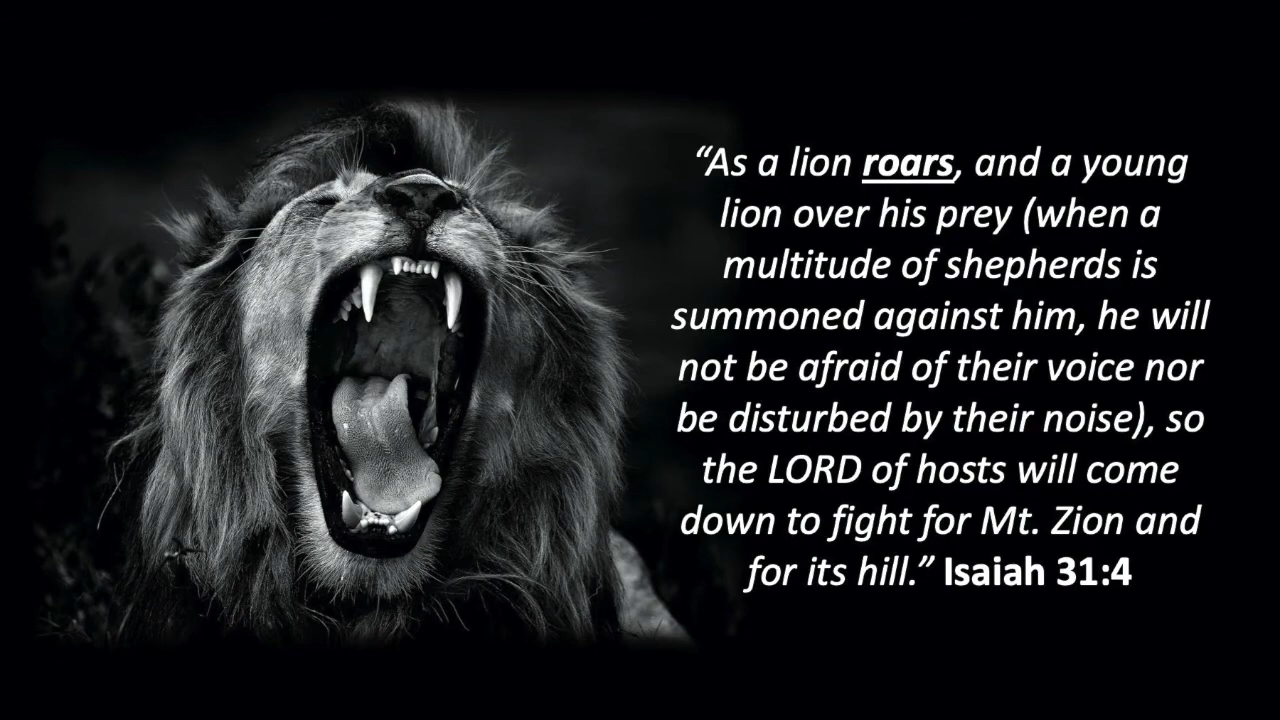 “As a lion roars, and a young
lion over his prey (when a
multitude of shepherds is
summoned against him, he will
not be afraid of their voice nor
be disturbed by their noise), so
the LORD of hosts will come
down to fight for Mt. Zion and
for its hill.” Isaiah 31:4